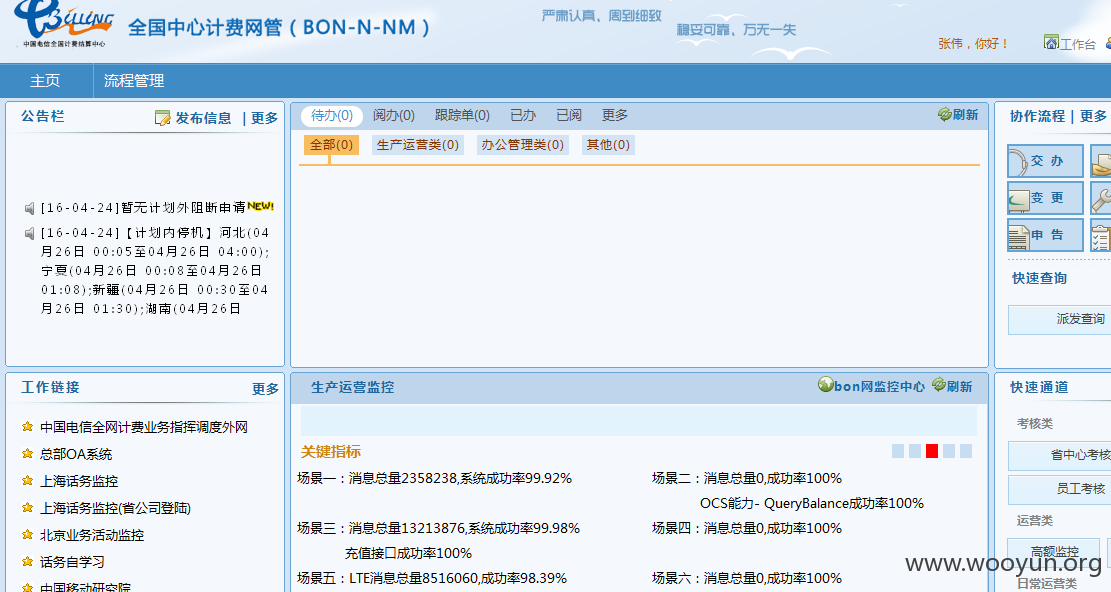 Billing
中国电信全国计费结算中心
全国中心计费网管（BON-N-NM）
严肃认真、周到细致
稳妥可靠、万无一失
张伟，你好！
工作台
主页
流程管理
公告栏
发布信息 | 更多
[16-04-24]暂无计划外阻断申请NEW!
[16-04-24]【计划内停机】河北(04
月26日 00:05至04月26日 04:00);
宁夏(04月26日 00:08至04月26日
01:08);新疆(04月26日 00:30至04
月26日 01:30);湖南(04月26日
待办(0) 阅办(0) 跟踪单(0) 已办 已阅 更多
刷新
全部(0) 生产运营类(0) 办公管理类(0) 其他(0)
协作流程 | 更多
交 办
变 更
申 告
快速查询
派发查询
工作链接
更多
中国电信全网计费业务指挥调度外网
总部OA系统
上海话务监控
上海话务监控(省公司登陆)
北京业务活动监控
话务自学习
中国移动研究院
生产运营监控
bon网监控中心 刷新
关键指标
场景一：消息总量2358238,系统成功率99.92%
场景二：消息总量0,成功率100%
OCS能力- QueryBalance成功率100%
场景三：消息总量13213876,系统成功率99.98%
场景四：消息总量0,成功率100%
充值接口成功率100%
场景五：LTE消息总量8516060,成功率98.39%
场景六：消息总量0,成功率100%
快速通道
考核类
省中心考核
员工考核
运营类
高额监控
日常运营类
www.wooyun.org